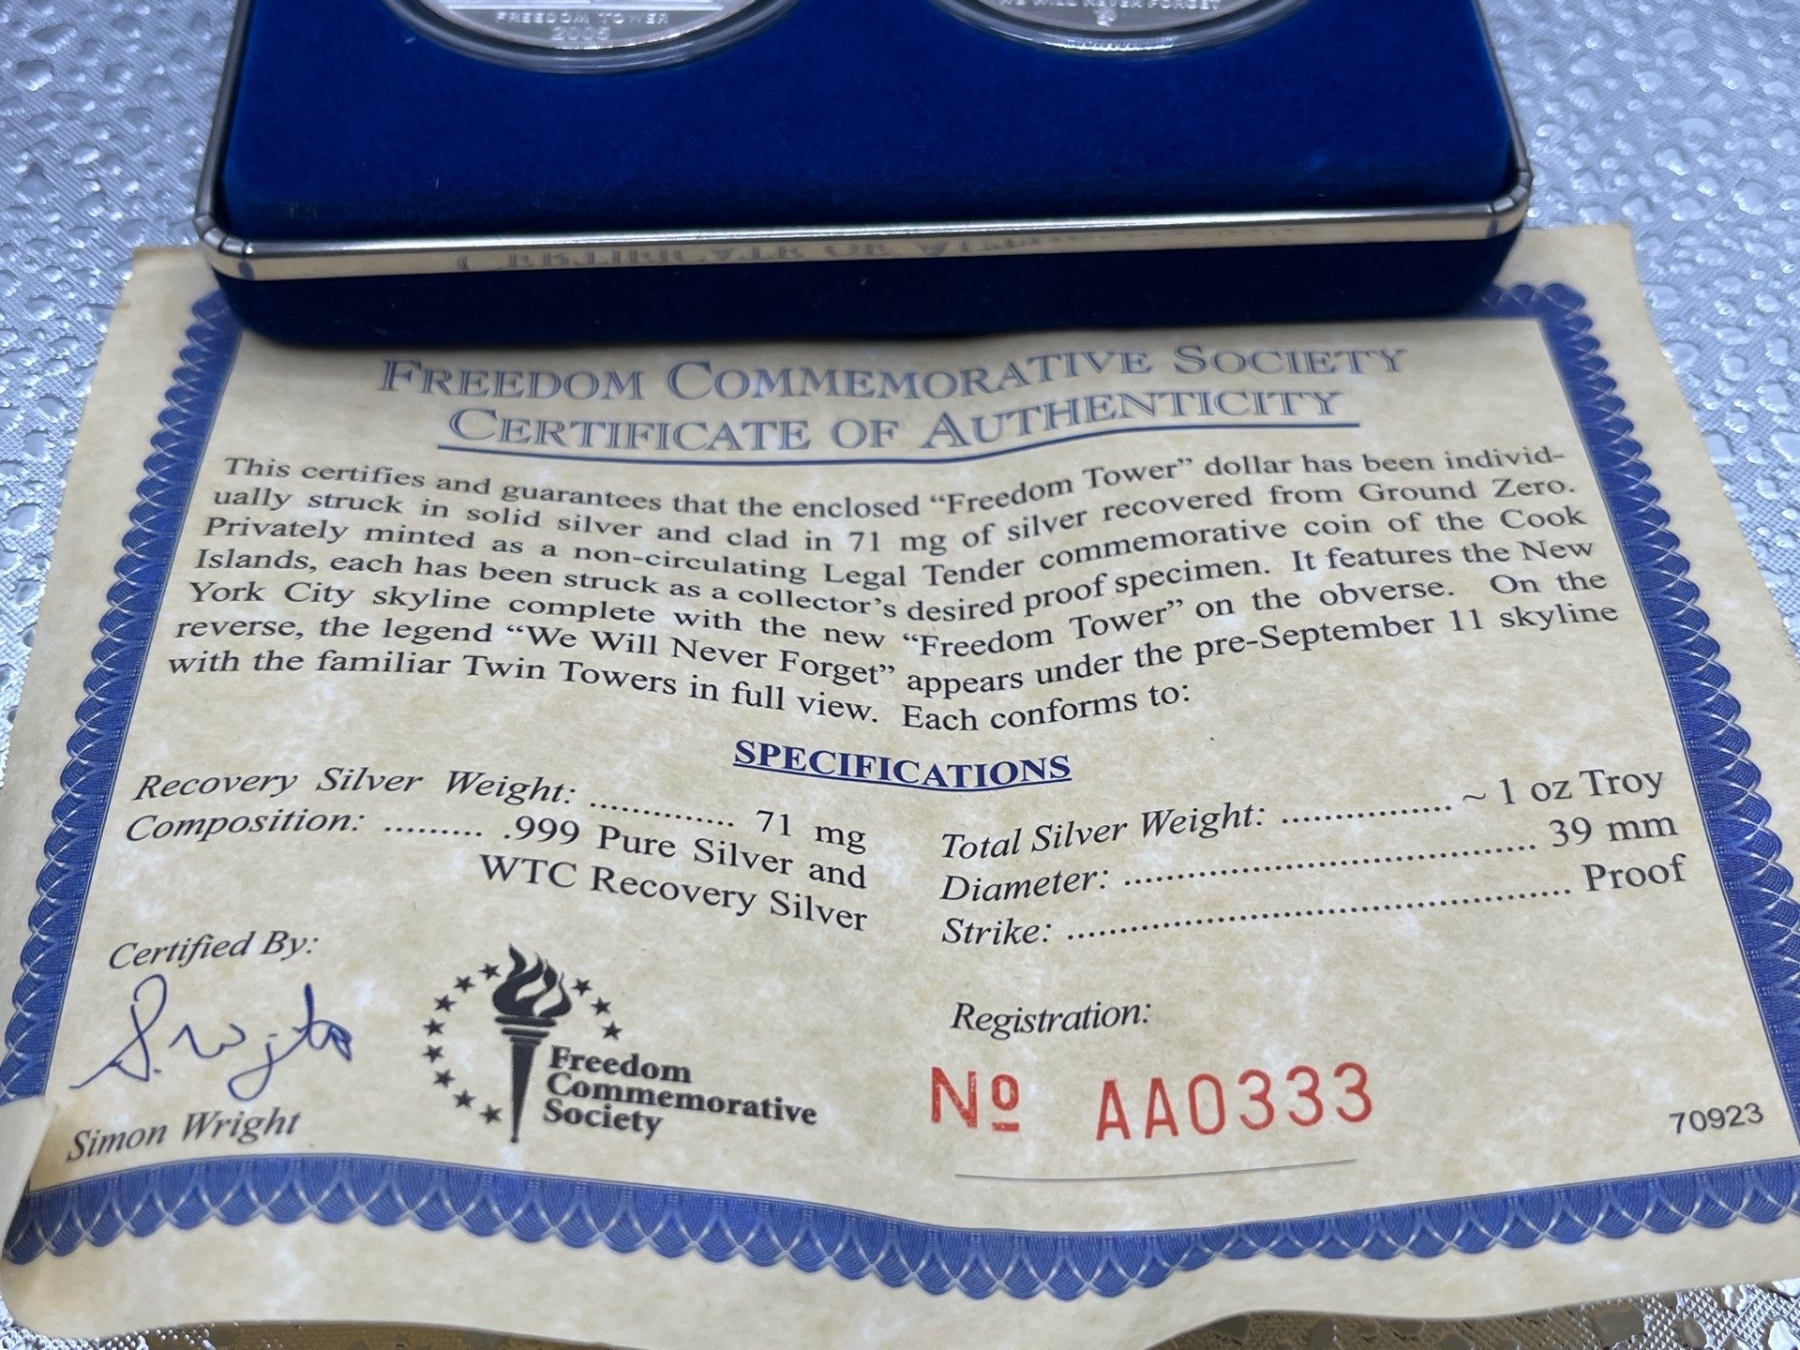 FREEDOM TOWER
2005
WE WILL NEVER FORGET
FREEDOM COMMEMORATIVE SOCIETY
CERTIFICATE OF AUTHENTICITY
This certifies and guarantees that the enclosed “Freedom Tower” dollar has been individ-
ually struck in solid silver and clad in 71 mg of silver recovered from Ground Zero.
Privately minted as a non-circulating Legal Tender commemorative coin of the Cook
Islands, each has been struck as a collector’s desired proof specimen. It features the New
York City skyline complete with the new “Freedom Tower” on the obverse. On the
reverse, the legend “We Will Never Forget” appears under the pre-September 11 skyline
with the familiar Twin Towers in full view. Each conforms to:
SPECIFICATIONS
Recovery Silver Weight: .............. 71 mg
Composition: ......... .999 Pure Silver and
WTC Recovery Silver
Total Silver Weight: ................ ~ 1 oz Troy
Diameter: ...................................... 39 mm
Strike: .............................................. Proof
Certified By:
S. Wright
Simon Wright
Freedom
Commemorative
Society
Registration:
Nº AA0333
70923